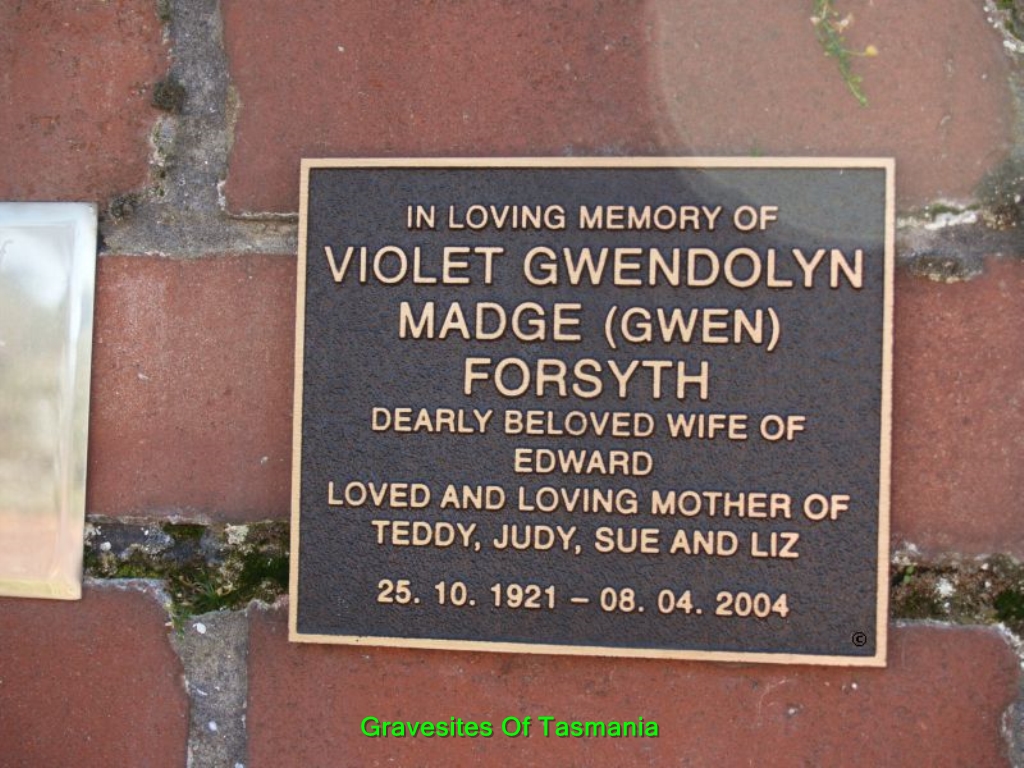 IN LOVING MEMORY OF
VIOLET GWENDOLYN
MADGE (GWEN)
FORSYTH
DEARLY BELOVED WIFE OF
EDWARD
LOVED AND LOVING MOTHER OF
TEDDY, JUDY, SUE AND LIZ
25. 10. 1921 – 08. 04. 2004
©
Gravesites Of Tasmania